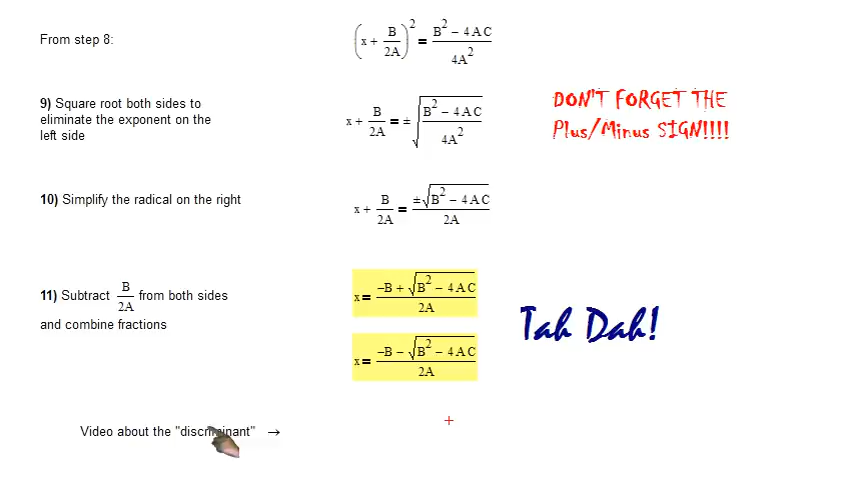 From step 8:
(x + B/2A)² = B² − 4AC / 4A²
9) Square root both sides to
eliminate the exponent on the
left side
x + B/2A = ± √(B² − 4AC / 4A²)
DON'T FORGET THE
Plus/Minus SIGN!!!!
10) Simplify the radical on the right
x + B/2A = ±√(B² − 4AC) / 2A
11) Subtract B/2A from both sides
and combine fractions
x = −B + √(B² − 4AC) / 2A
x = −B − √(B² − 4AC) / 2A
Tah Dah!
+
Video about the "discriminant" →